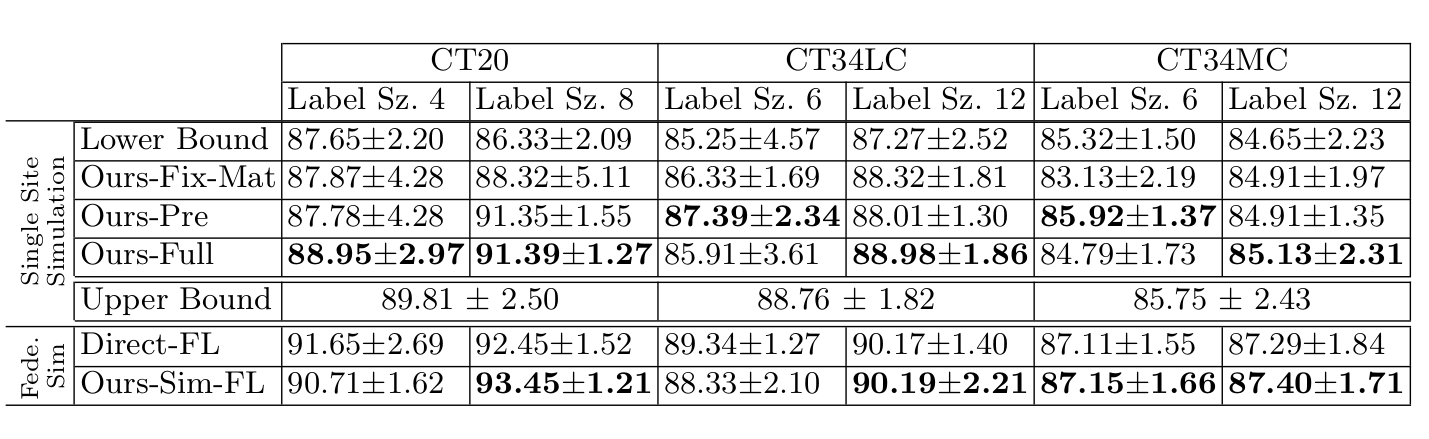 CT20 CT34LC CT34MC
Label Sz. 4 Label Sz. 8 Label Sz. 6 Label Sz. 12 Label Sz. 6 Label Sz. 12
Single Site
Simulation
Lower Bound 87.65±2.20 86.33±2.09 85.25±4.57 87.27±2.52 85.32±1.50 84.65±2.23
Ours-Fix-Mat 87.87±4.28 88.32±5.11 86.33±1.69 88.32±1.81 83.13±2.19 84.91±1.97
Ours-Pre 87.78±4.28 91.35±1.55 87.39±2.34 88.01±1.30 85.92±1.37 84.91±1.35
Ours-Full 88.95±2.97 91.39±1.27 85.91±3.61 88.98±1.86 84.79±1.73 85.13±2.31
Upper Bound 89.81 ± 2.50 88.76 ± 1.82 85.75 ± 2.43
Fede.
Sim
Direct-FL 91.65±2.69 92.45±1.52 89.34±1.27 90.17±1.40 87.11±1.55 87.29±1.84
Ours-Sim-FL 90.71±1.62 93.45±1.21 88.33±2.10 90.19±2.21 87.15±1.66 87.40±1.71